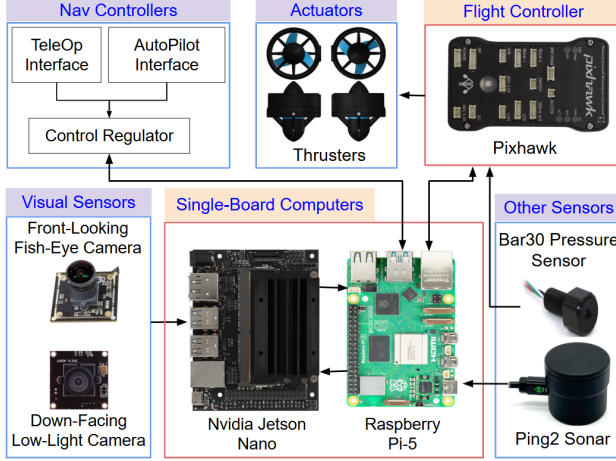 Nav Controllers
TeleOp
Interface
AutoPilot
Interface
Control Regulator
Actuators
Thrusters
Flight Controller
pixhawk
Pixhawk
Visual Sensors
Front-Looking
Fish-Eye Camera
Down-Facing
Low-Light Camera
Single-Board Computers
Nvidia Jetson
Nano
Raspberry
Pi-5
Other Sensors
Bar30 Pressure
Sensor
Ping2 Sonar